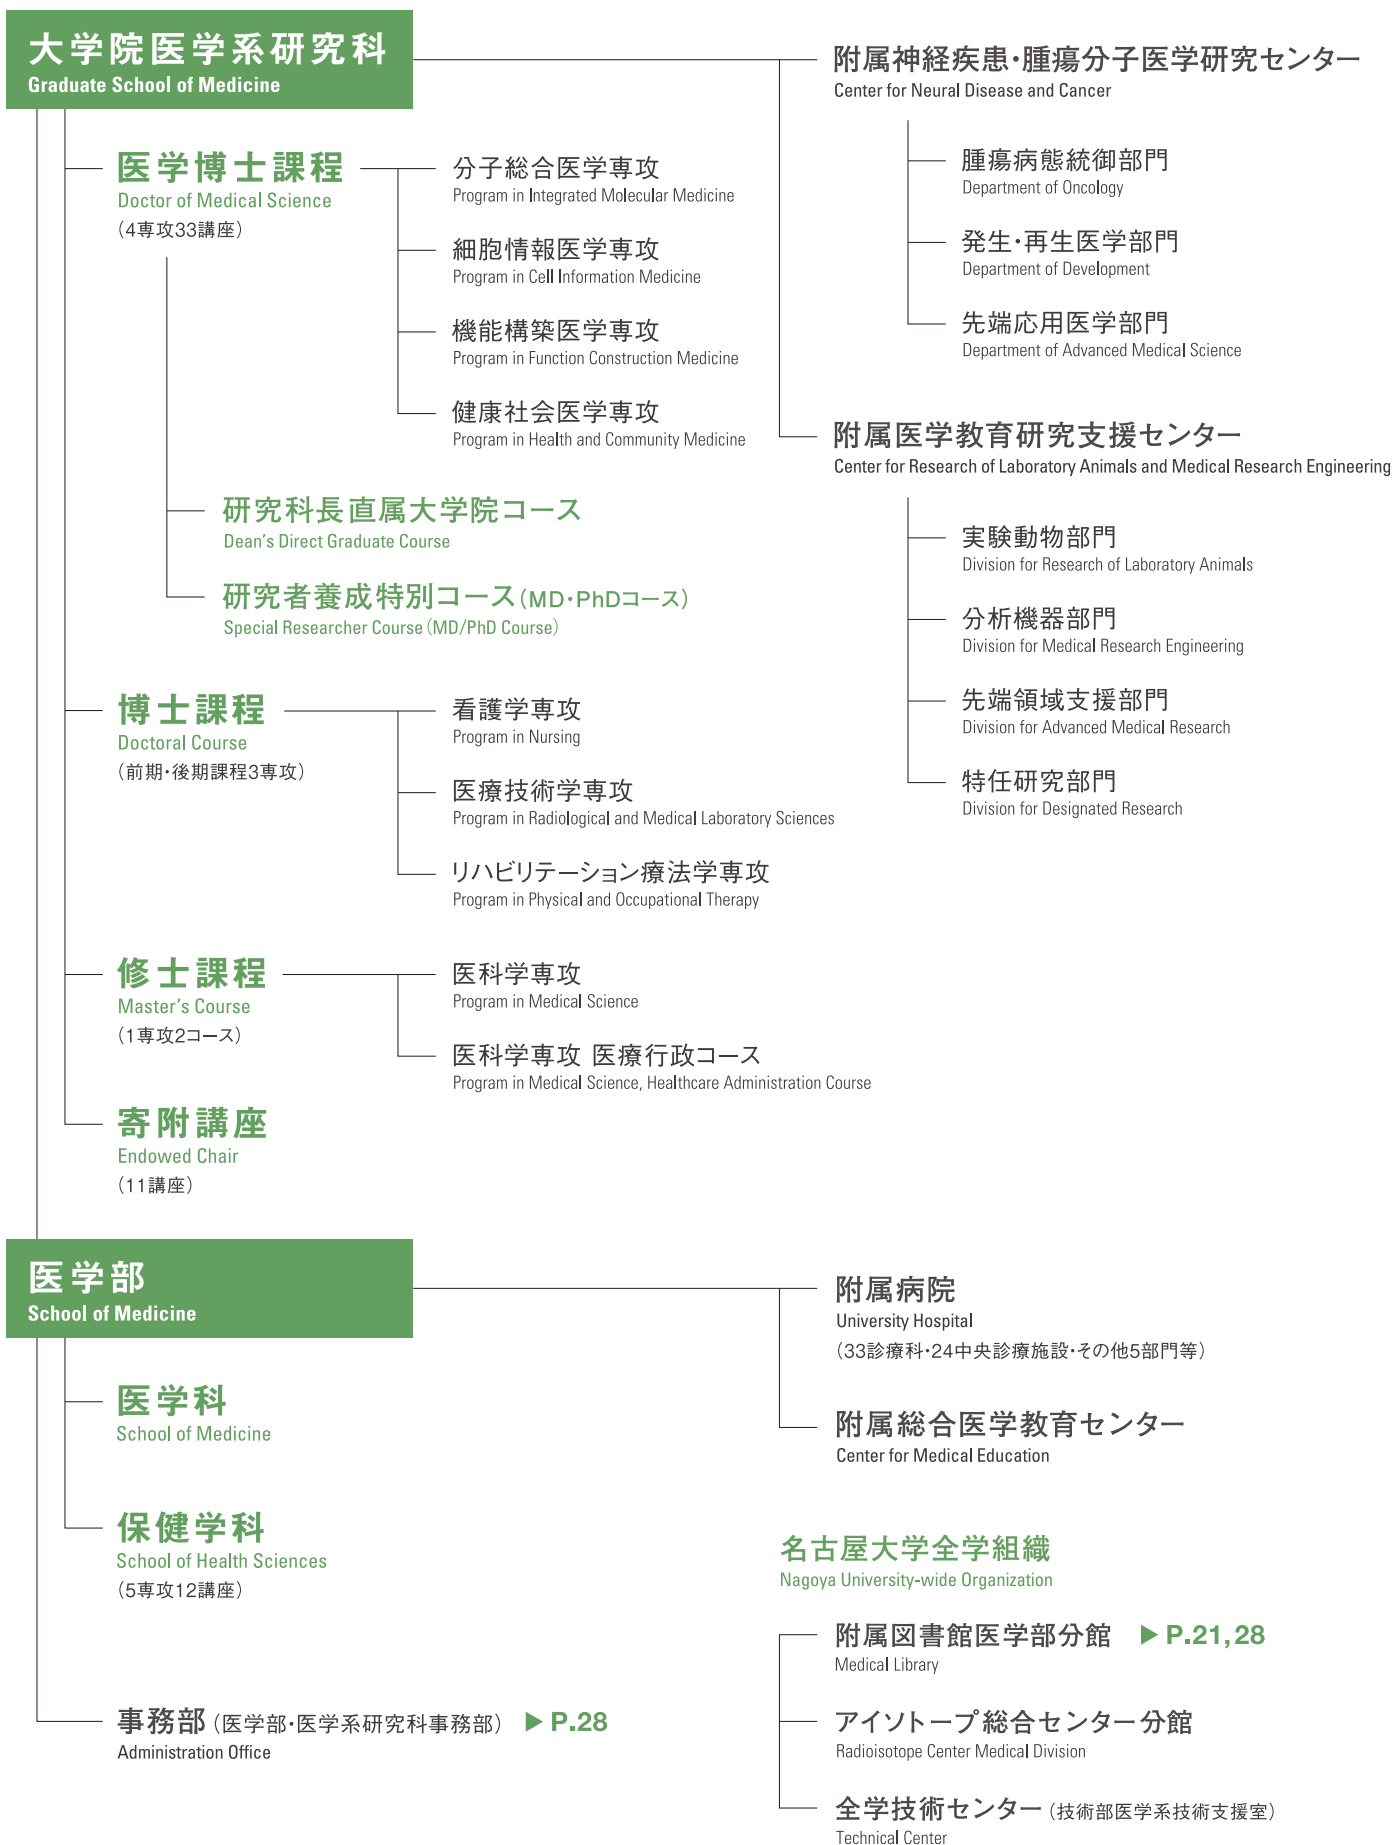 大学院医学系研究科
Graduate School of Medicine
医学博士課程
Doctor of Medical Science
（4専攻33講座）
分子総合医学専攻
Program in Integrated Molecular Medicine
細胞情報医学専攻
Program in Cell Information Medicine
機能構築医学専攻
Program in Function Construction Medicine
健康社会医学専攻
Program in Health and Community Medicine
研究科長直属大学院コース
Dean's Direct Graduate Course
研究者養成特別コース（MD・PhDコース）
Special Researcher Course（MD/PhD Course）
博士課程
Doctoral Course
（前期・後期課程3専攻）
看護学専攻
Program in Nursing
医療技術学専攻
Program in Radiological and Medical Laboratory Sciences
リハビリテーション療法学専攻
Program in Physical and Occupational Therapy
修士課程
Master's Course
（1専攻2コース）
医科学専攻
Program in Medical Science
医科学専攻 医療行政コース
Program in Medical Science, Healthcare Administration Course
寄附講座
Endowed Chair
（11講座）
附属神経疾患・腫瘍分子医学研究センター
Center for Neural Disease and Cancer
腫瘍病態統御部門
Department of Oncology
発生・再生医学部門
Department of Development
先端応用医学部門
Department of Advanced Medical Science
附属医学教育研究支援センター
Center for Research of Laboratory Animals and Medical Research Engineering
実験動物部門
Division for Research of Laboratory Animals
分析機器部門
Division for Medical Research Engineering
先端領域支援部門
Division for Advanced Medical Research
特任研究部門
Division for Designated Research
医学部
School of Medicine
医学科
School of Medicine
保健学科
School of Health Sciences
（5専攻12講座）
事務部（医学部・医学系研究科事務部） ▶ P.28
Administration Office
附属病院
University Hospital
（33診療科・24中央診療施設・その他5部門等）
附属総合医学教育センター
Center for Medical Education
名古屋大学全学組織
Nagoya University-wide Organization
附属図書館医学部分館 ▶ P.21,28
Medical Library
アイソトープ総合センター分館
Radioisotope Center Medical Division
全学技術センター（技術部医学系技術支援室）
Technical Center